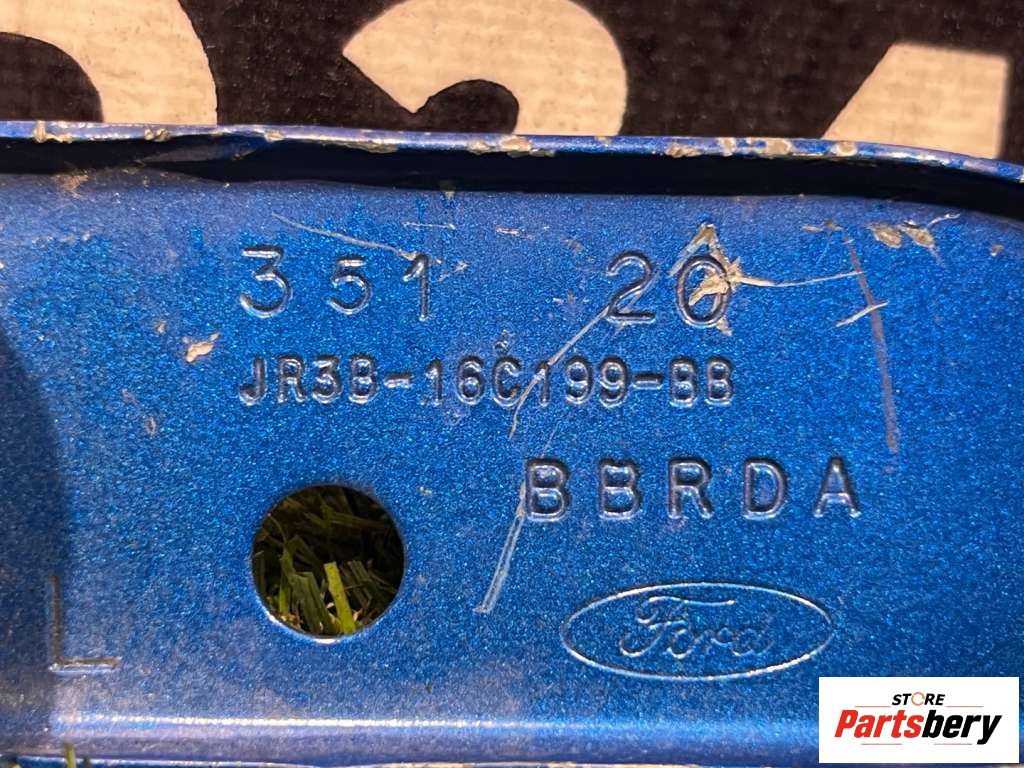 351 20
JR3B-16C199-BB
BBRDA
Ford
L
STORE
Partsbery